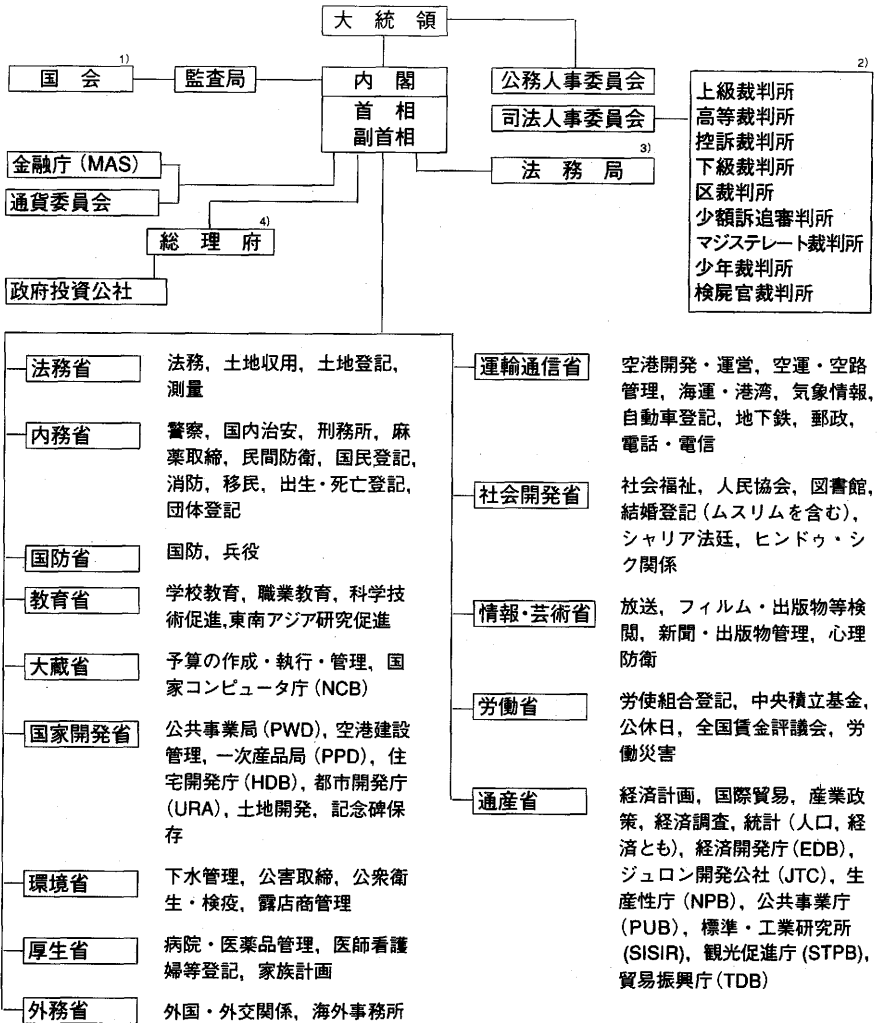 大統領
国会 1)
監査局
内閣
首相
副首相
公務人事委員会
司法人事委員会
法務局 3)
2)
上級裁判所
高等裁判所
控訴裁判所
下級裁判所
区裁判所
少額訴追審判所
マジステレート裁判所
少年裁判所
検屍官裁判所
金融庁(MAS)
通貨委員会
総理府 4)
政府投資公社
法務省
法務，土地収用，土地登記，
測量
内務省
警察，国内治安，刑務所，麻
薬取締，民間防衛，国民登記，
消防，移民，出生・死亡登記，
団体登記
国防省
国防，兵役
教育省
学校教育，職業教育，科学技
術促進,東南アジア研究促進
大蔵省
予算の作成・執行・管理，国
家コンピュータ庁(NCB)
国家開発省
公共事業局(PWD)，空港建設
管理，一次産品局(PPD)，住
宅開発庁(HDB)，都市開発庁
(URA)，土地開発，記念碑保
存
環境省
下水管理，公害取締，公衆衛
生・検疫，露店商管理
厚生省
病院・医薬品管理，医師看護
婦等登記，家族計画
外務省
外国・外交関係，海外事務所
運輸通信省
空港開発・運営，空運・空路
管理，海運・港湾，気象情報，
自動車登記，地下鉄，郵政，
電話・電信
社会開発省
社会福祉，人民協会，図書館，
結婚登記(ムスリムを含む)，
シャリア法廷，ヒンドゥ・シ
ク関係
情報・芸術省
放送，フィルム・出版物等検
閲，新聞・出版物管理，心理
防衛
労働省
労使組合登記，中央積立基金，
公休日，全国賃金評議会，労
働災害
通産省
経済計画，国際貿易，産業政
策，経済調査，統計(人口，経
済とも)，経済開発庁(EDB)，
ジュロン開発公社(JTC)，生
産性庁(NPB)，公共事業庁
(PUB)，標準・工業研究所
(SISIR)，観光促進庁(STPB)，
貿易振興庁(TDB)